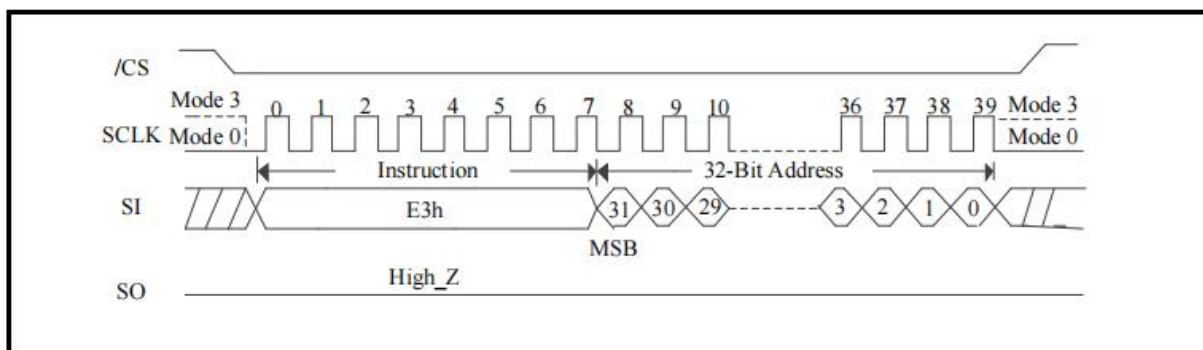 /CS
Mode 3 0 1 2 3 4 5 6 7 8 9 10 36 37 38 39 Mode 3
SCLK Mode 0 Mode 0
Instruction 32-Bit Address
SI E3h 31 30 29 3 2 1 0
MSB
High_Z
SO